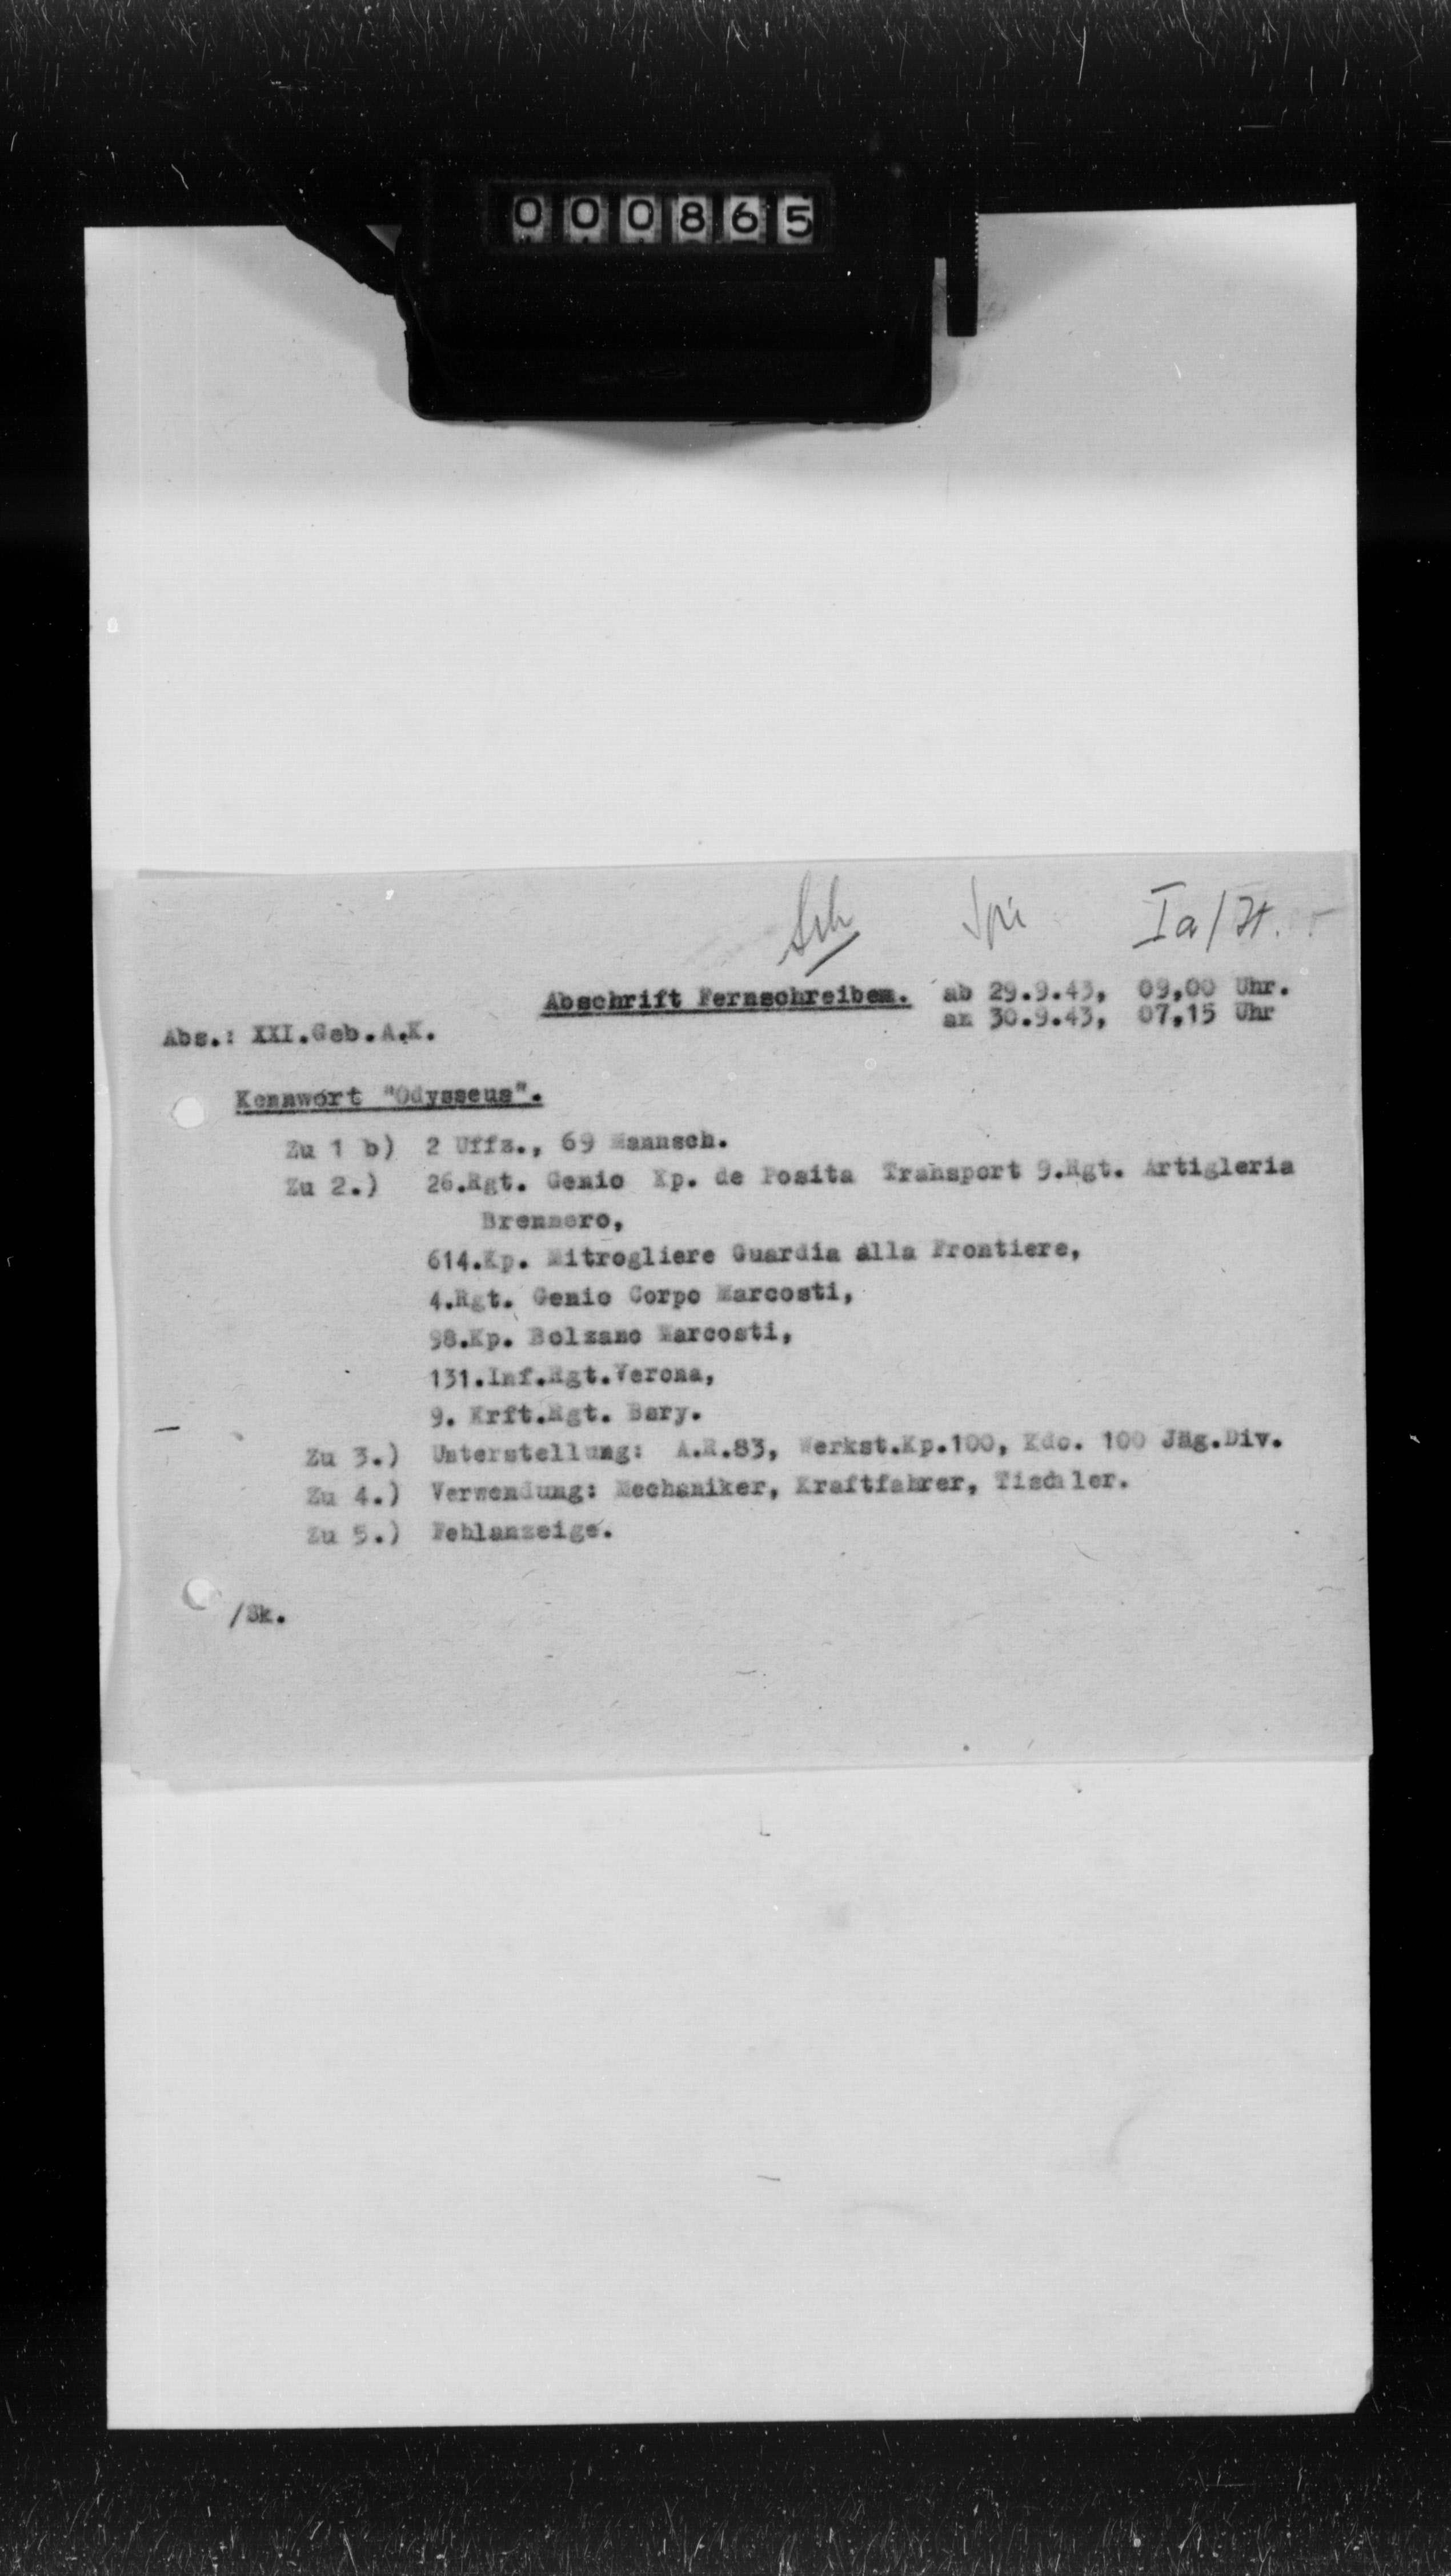 000865
Ia/
Abschrift Fernschreiben. ab 29.9.43, 09,00 Uhr.
an 30.9.43, 07,15 Uhr
Abs.: XXI.Geb.A.K.
Kennwort "Odysseus".
Zu 1 b) 2 Uffz., 69 Mannsch.
Zu 2.) 26.Rgt. Genio Kp. de Posita Transport 9.Rgt. Artigleria
Brennero,
614.Kp. Mitrogliere Guardia alla Frontiere,
4.Rgt. Genio Corpo Marcosti,
98.Kp. Bolzano Marcosti,
131.Inf.Rgt.Verona,
9. Krft.Rgt. Bary.
Zu 3.) Unterstellung: A.R.83, Werkst.Kp.100, Kdo. 100 Jäg.Div.
Zu 4.) Verwendung: Mechaniker, Kraftfahrer, Tischler.
Zu 5.) Fehlanzeige.
/Sk.